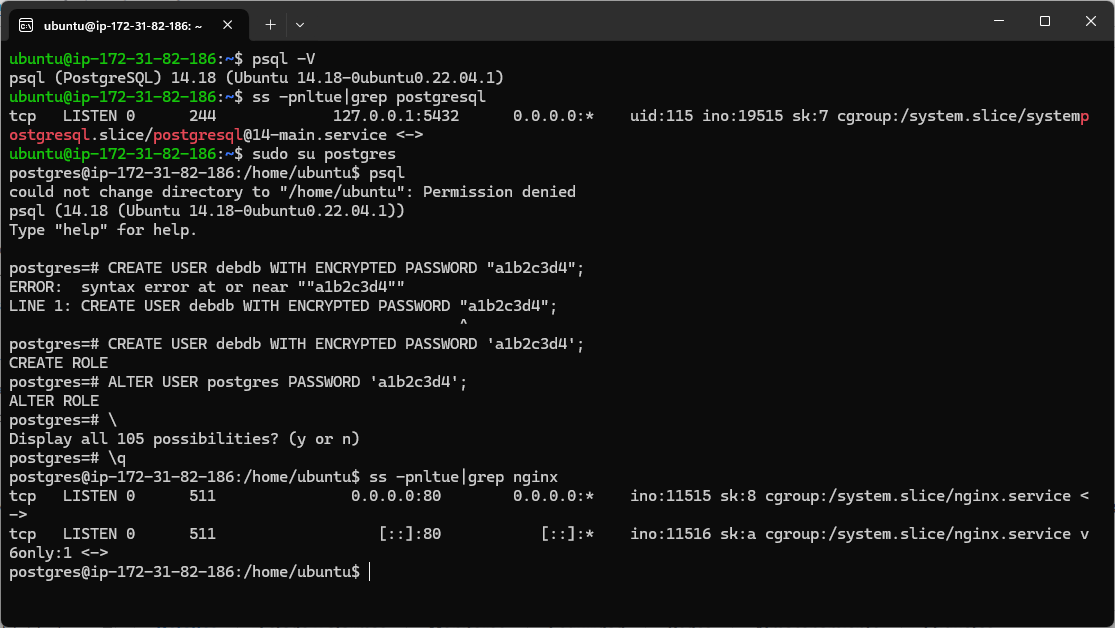 ubuntu@ip-172-31-82-186: ~
ubuntu@ip-172-31-82-186:~$ psql -V
psql (PostgreSQL) 14.18 (Ubuntu 14.18-0ubuntu0.22.04.1)
ubuntu@ip-172-31-82-186:~$ ss -pnltue|grep postgresql
tcp   LISTEN 0      244             127.0.0.1:5432      0.0.0.0:*    uid:115 ino:19515 sk:7 cgroup:/system.slice/systemp
ostgresql.slice/postgresql@14-main.service <->
ubuntu@ip-172-31-82-186:~$ sudo su postgres
postgres@ip-172-31-82-186:/home/ubuntu$ psql
could not change directory to "/home/ubuntu": Permission denied
psql (14.18 (Ubuntu 14.18-0ubuntu0.22.04.1))
Type "help" for help.
postgres=# CREATE USER debdb WITH ENCRYPTED PASSWORD "a1b2c3d4";
ERROR:  syntax error at or near ""a1b2c3d4""
LINE 1: CREATE USER debdb WITH ENCRYPTED PASSWORD "a1b2c3d4";
^
postgres=# CREATE USER debdb WITH ENCRYPTED PASSWORD 'a1b2c3d4';
CREATE ROLE
postgres=# ALTER USER postgres PASSWORD 'a1b2c3d4';
ALTER ROLE
postgres=# \
Display all 105 possibilities? (y or n)
postgres=# \q
postgres@ip-172-31-82-186:/home/ubuntu$ ss -pnltue|grep nginx
tcp   LISTEN 0      511               0.0.0.0:80        0.0.0.0:*    ino:11515 sk:8 cgroup:/system.slice/nginx.service <
->
tcp   LISTEN 0      511                  [::]:80           [::]:*    ino:11516 sk:a cgroup:/system.slice/nginx.service v
6only:1 <->
postgres@ip-172-31-82-186:/home/ubuntu$